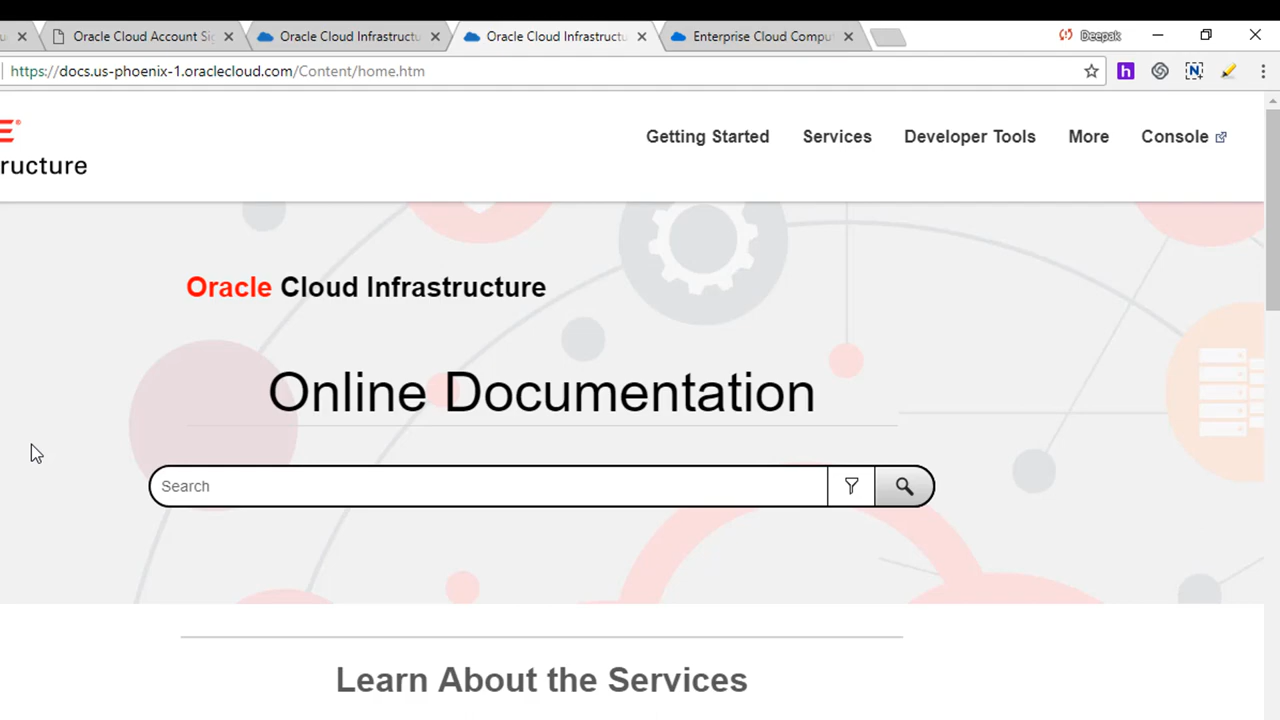 Oracle Cloud Account Si
Oracle Cloud Infrastructu
Oracle Cloud Infrastructu
Enterprise Cloud Comput
Deepak
https://docs.us-phoenix-1.oraclecloud.com/Content/home.htm
E®
ructure
Getting Started
Services
Developer Tools
More
Console
Oracle Cloud Infrastructure
Online Documentation
Search
Learn About the Services